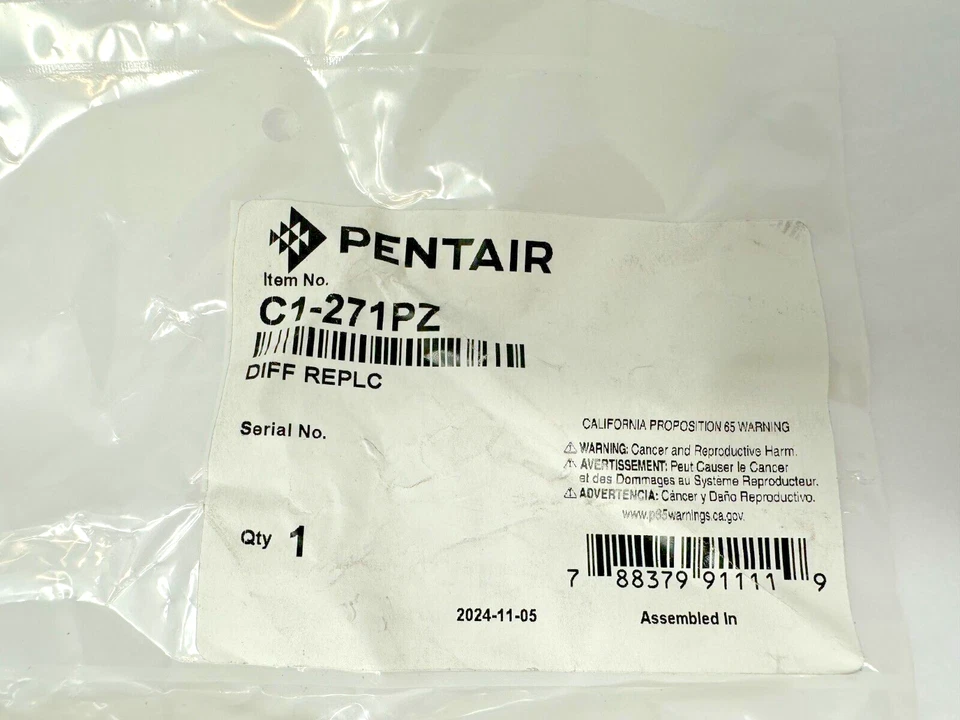 PENTAIR
Item No.
C1-271PZ
DIFF REPLC
Serial No.
CALIFORNIA PROPOSITION 65 WARNING
⚠ WARNING: Cancer and Reproductive Harm.
⚠ AVERTISSEMENT: Peut Causer le Cancer
et des Dommages au Système Reproducteur.
⚠ ADVERTENCIA: Cáncer y Daño Reproductivo.
www.p65warnings.ca.gov
Qty 1
7 88379 91111 9
2024-11-05
Assembled In